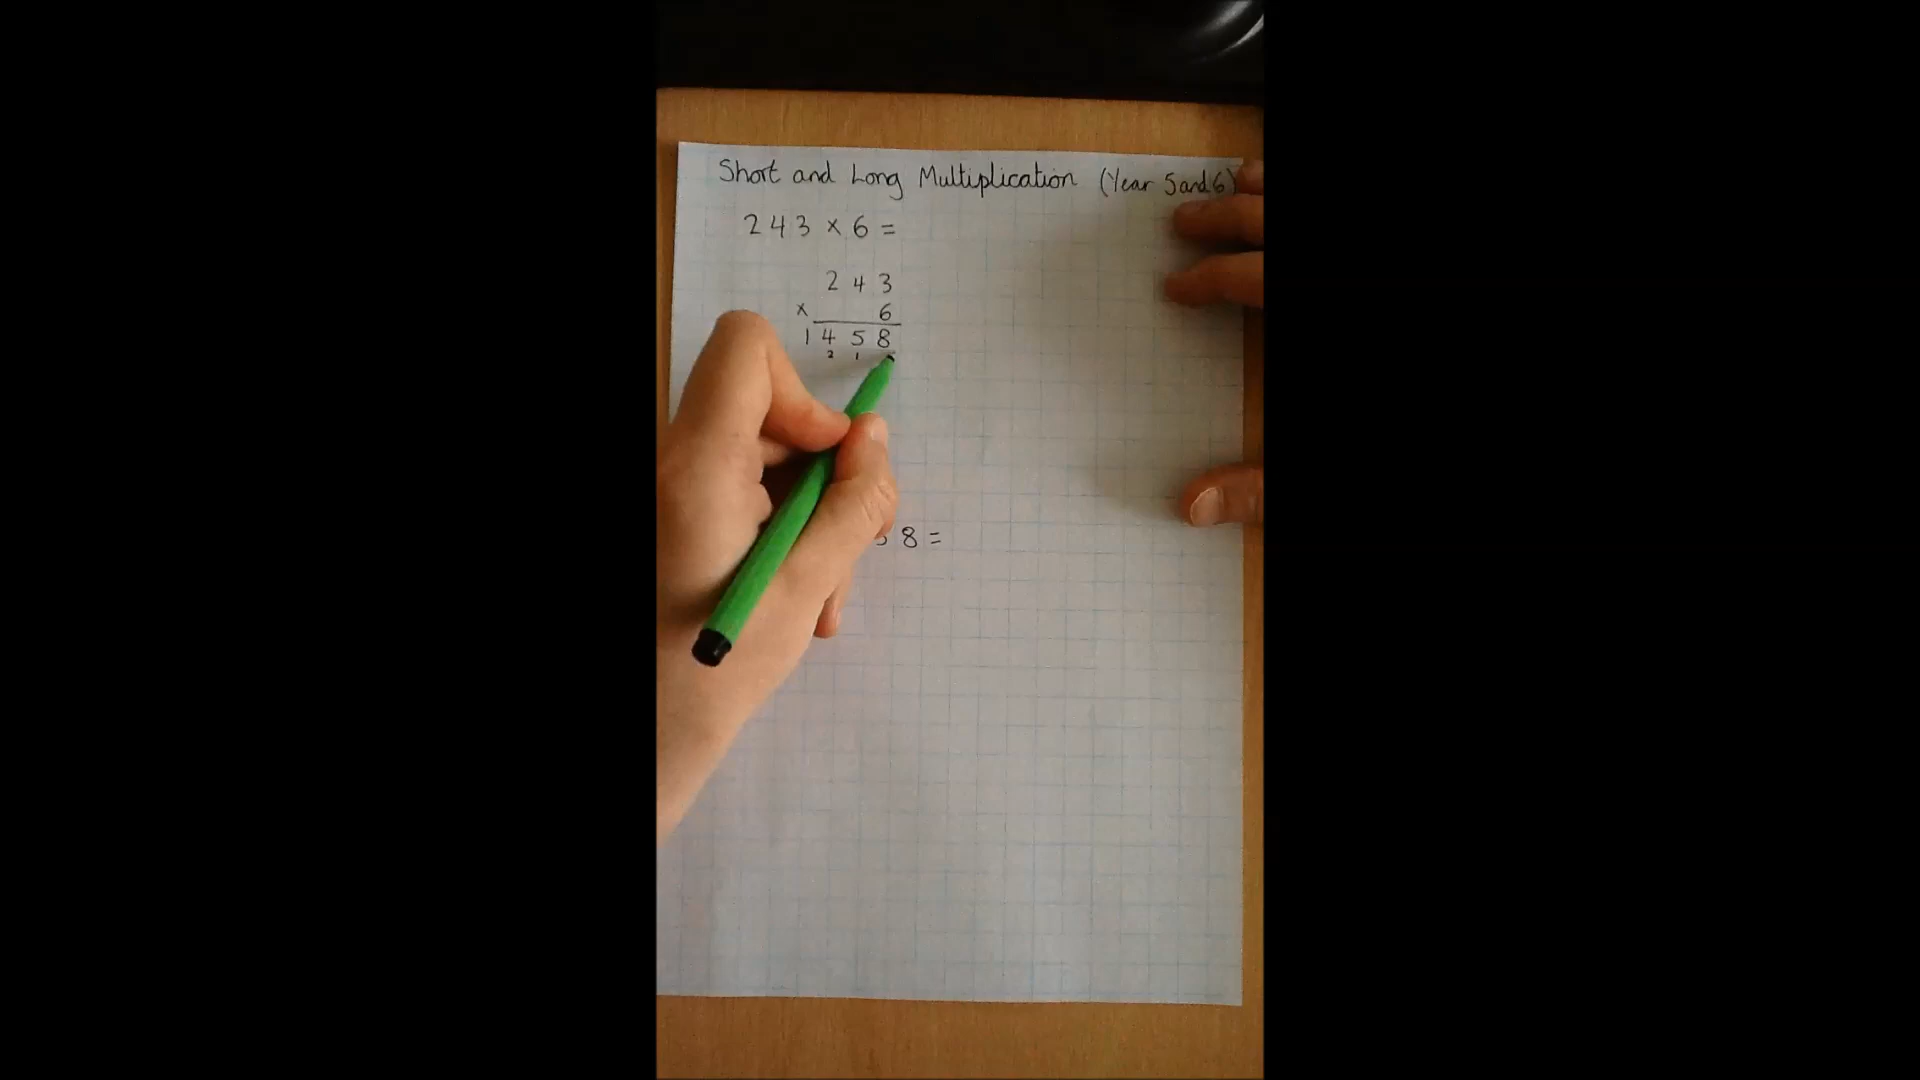 Short and Long Multiplication (Year 5 and 6)
243 × 6 =
243
× 6
1458
2 1
8 =